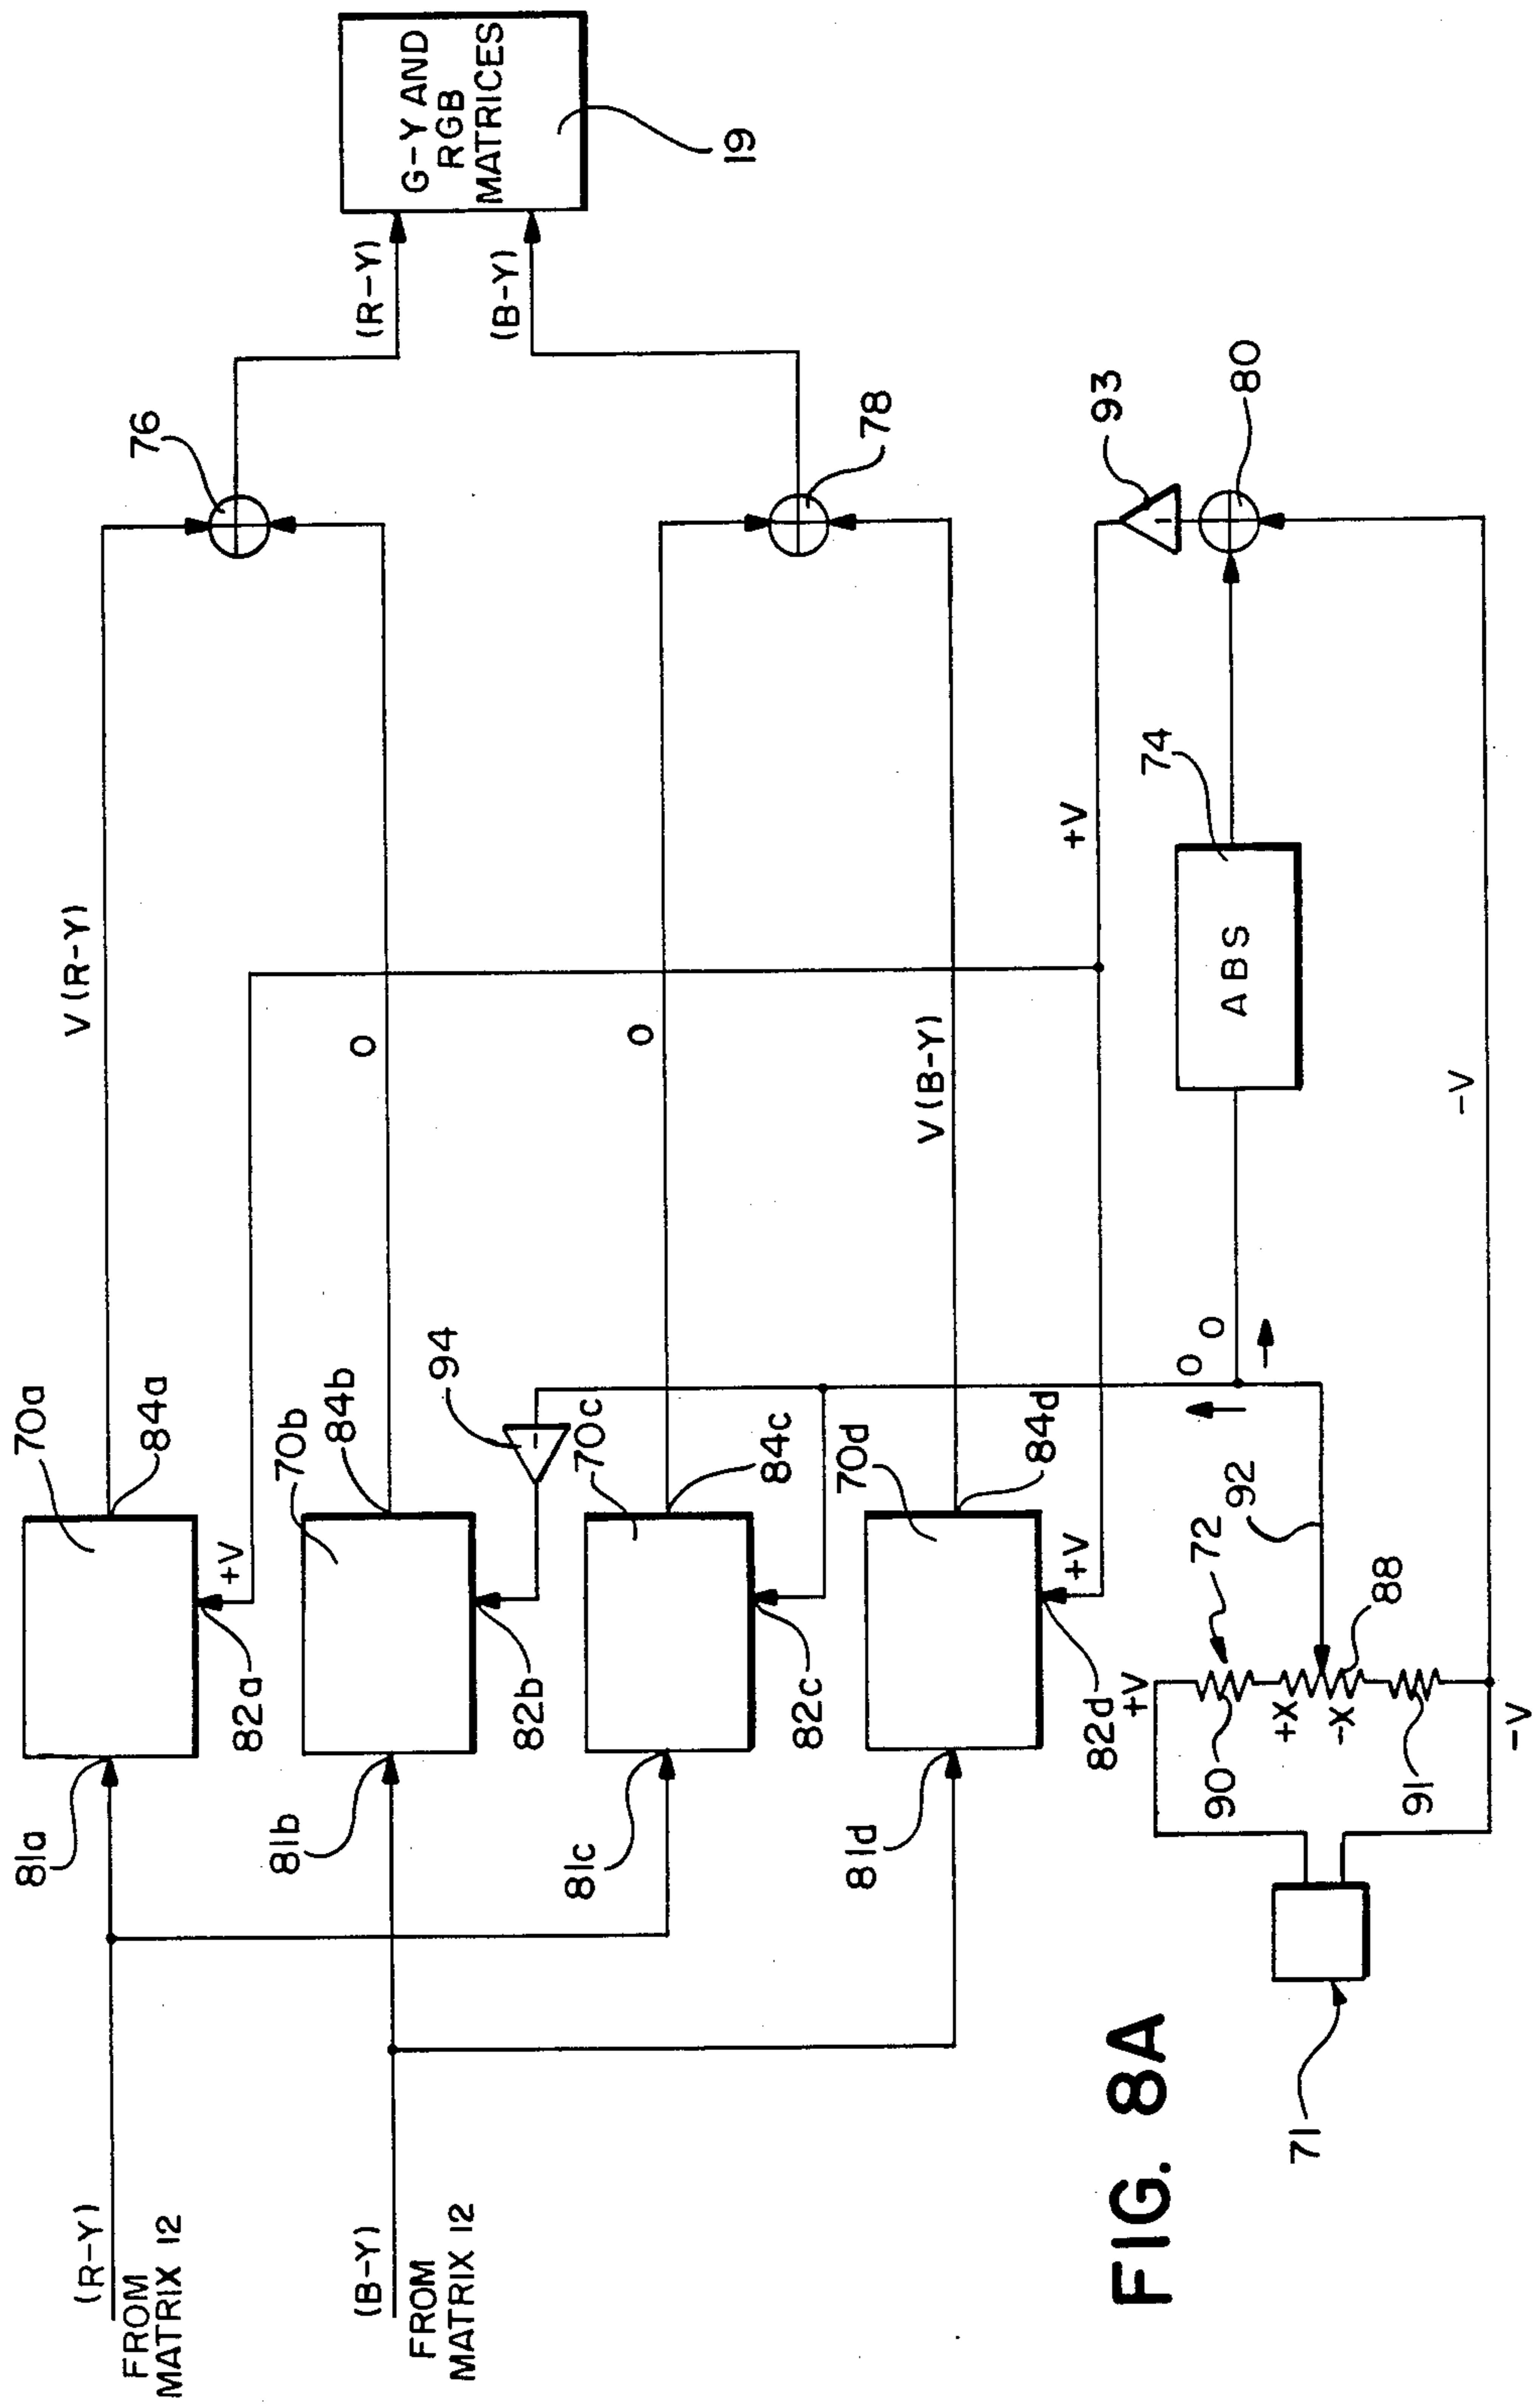 (R-Y)
FROM
MATRIX 12
(B-Y)
FROM
MATRIX 12
81a
70a
84a
82a
+V
V(R-Y)
76
(R-Y)
G-Y AND
RGB
MATRICES
19
81b
70b
84b
82b
94
0
(B-Y)
81c
70c
84c
82c
0
78
81d
70d
84d
82d
+V
V(B-Y)
+V
93
71
+V
90
72
+X
-X
88
91
92
0
0
ABS
74
80
-V
-V
FIG. 8A